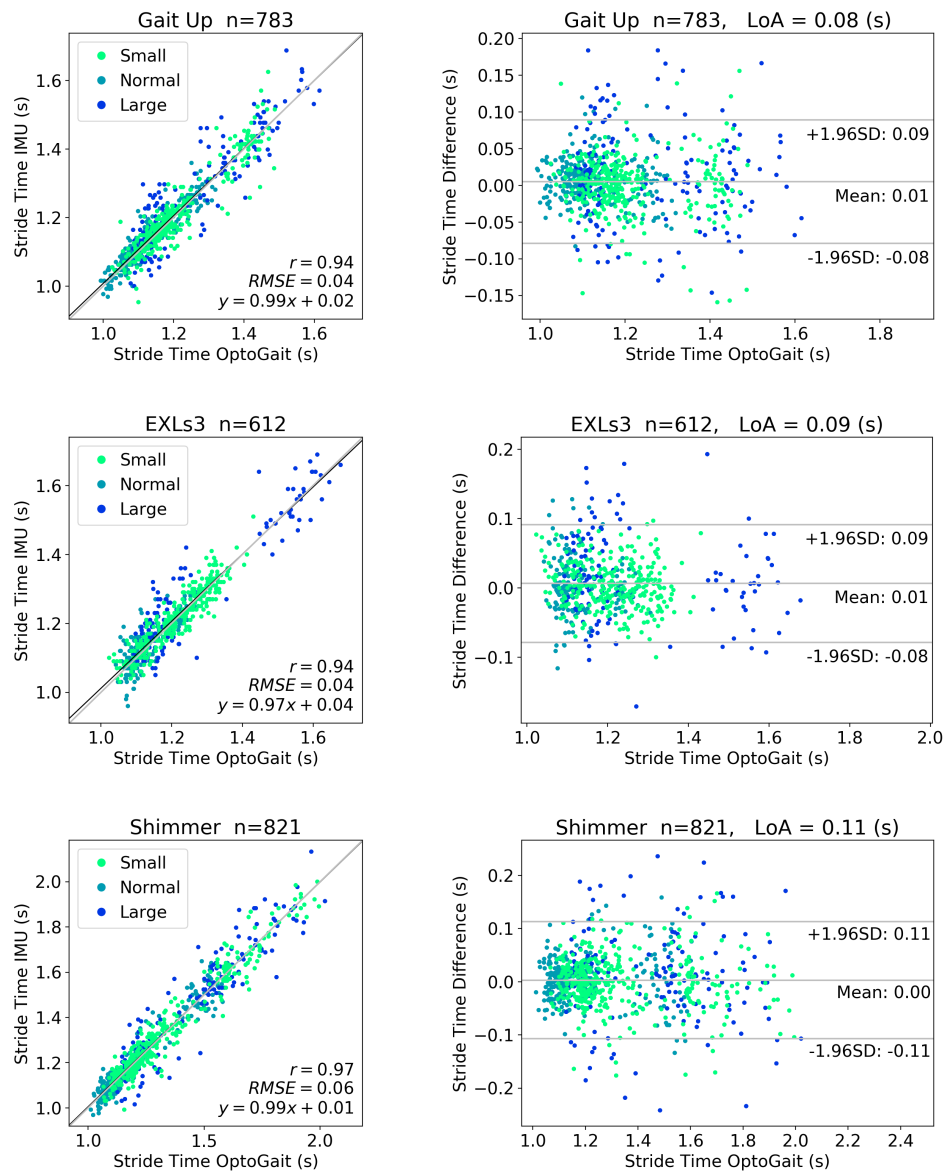 Gait Up  n=783
Stride Time IMU (s)
1.6
1.4
1.2
1.0
Small
Normal
Large
r = 0.94
RMSE = 0.04
y = 0.99x + 0.02
1.0 1.2 1.4 1.6
Stride Time OptoGait (s)
Gait Up  n=783,   LoA = 0.08 (s)
Stride Time Difference (s)
0.20
0.15
0.10
0.05
0.00
−0.05
−0.10
−0.15
+1.96SD: 0.09
Mean: 0.01
-1.96SD: -0.08
1.0 1.2 1.4 1.6 1.8
Stride Time OptoGait (s)
EXLs3  n=612
Stride Time IMU (s)
1.6
1.4
1.2
1.0
Small
Normal
Large
r = 0.94
RMSE = 0.04
y = 0.97x + 0.04
1.0 1.2 1.4 1.6
Stride Time OptoGait (s)
EXLs3  n=612,   LoA = 0.09 (s)
Stride Time Difference (s)
0.2
0.1
0.0
−0.1
+1.96SD: 0.09
Mean: 0.01
-1.96SD: -0.08
1.0 1.2 1.4 1.6 1.8 2.0
Stride Time OptoGait (s)
Shimmer  n=821
Stride Time IMU (s)
2.0
1.8
1.6
1.4
1.2
1.0
Small
Normal
Large
r = 0.97
RMSE = 0.06
y = 0.99x + 0.01
1.0 1.5 2.0
Stride Time OptoGait (s)
Shimmer  n=821,   LoA = 0.11 (s)
Stride Time Difference (s)
0.2
0.1
0.0
−0.1
−0.2
+1.96SD: 0.11
Mean: 0.00
-1.96SD: -0.11
1.0 1.2 1.4 1.6 1.8 2.0 2.2 2.4
Stride Time OptoGait (s)